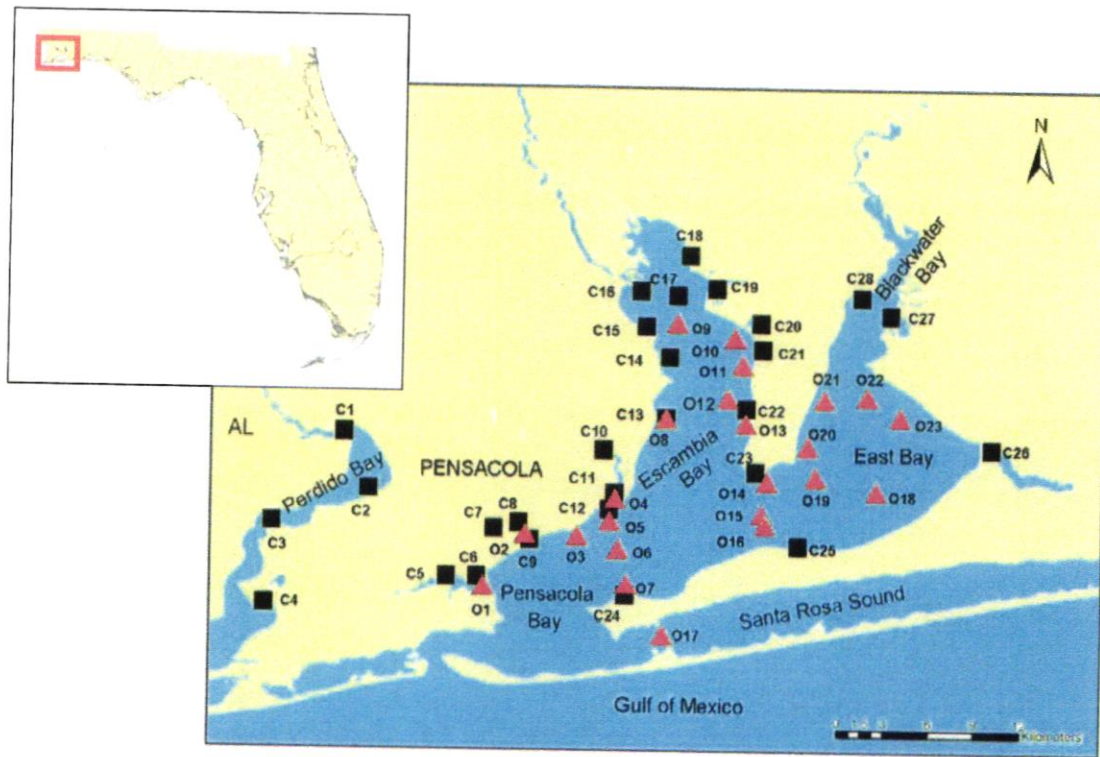 N
C18
C17
C16
C19
C28
Blackwater Bay
C27
C15
O9
C20
O10
C21
C14
O11
O21
O22
C1
AL
O12
C22
C13
O8
O13
O23
O20
C10
PENSACOLA
Escambia Bay
East Bay
C26
Perdido Bay
C23
C2
C11
O4
O14
O19
O18
C8
C12
C7
O5
O15
C3
O2
C9
O3
O6
O16
C25
C6
C5
Pensacola Bay
O7
C4
O1
C24
Santa Rosa Sound
O17
Gulf of Mexico
Kilometers